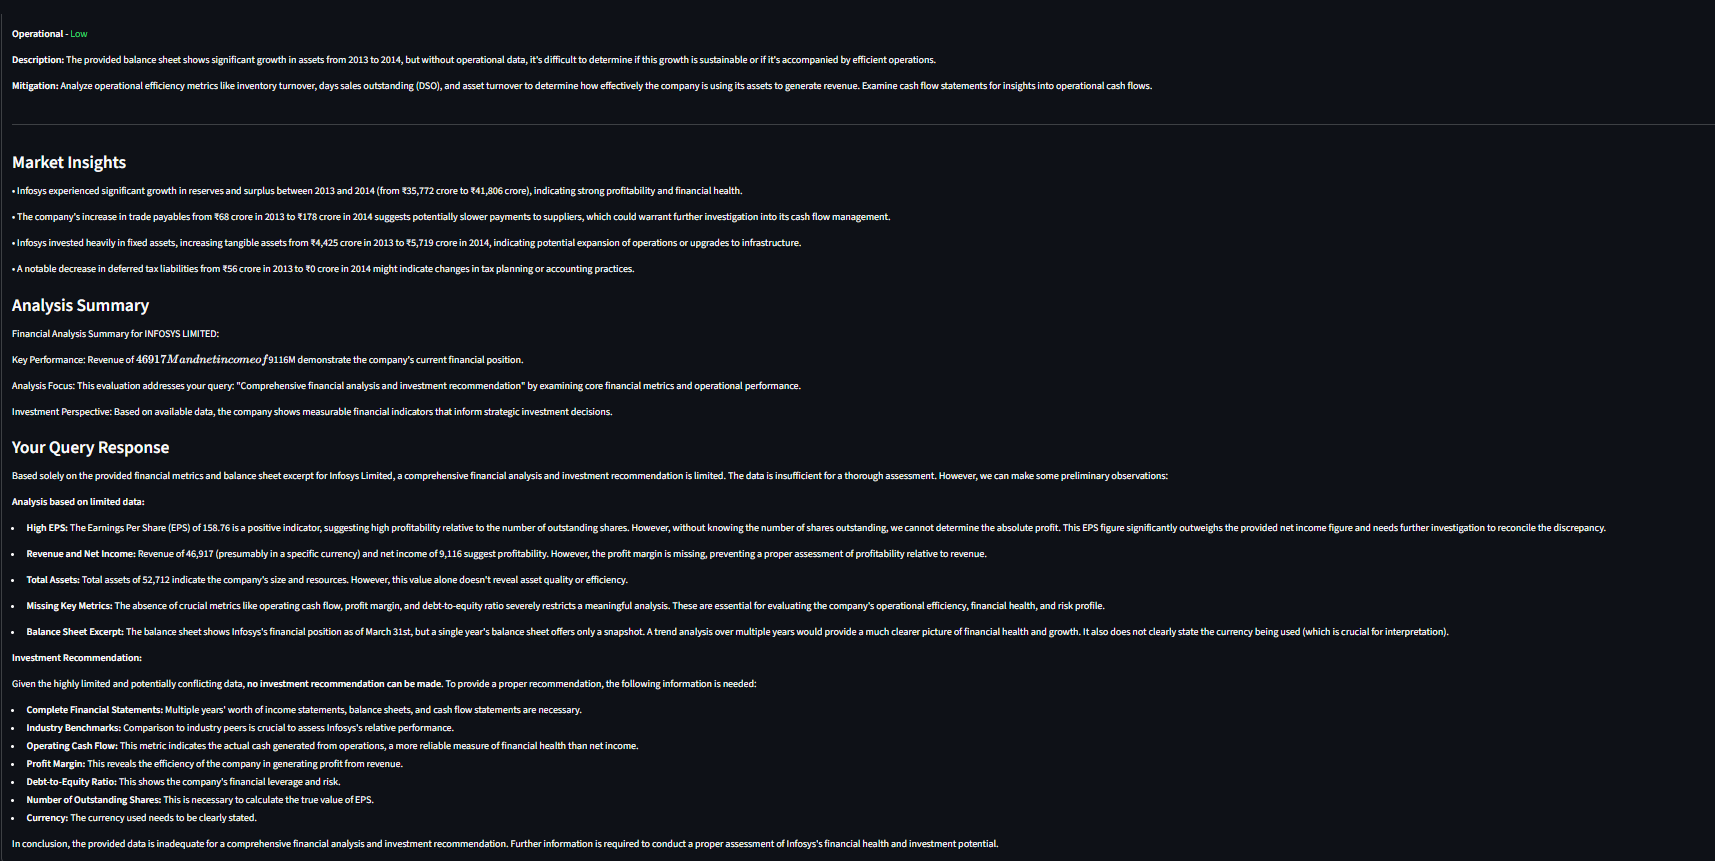 Operational - Low
Description: The provided balance sheet shows significant growth in assets from 2013 to 2014, but without operational data, it's difficult to determine if this growth is sustainable or if it's accompanied by efficient operations.
Mitigation: Analyze operational efficiency metrics like inventory turnover, days sales outstanding (DSO), and asset turnover to determine how effectively the company is using its assets to generate revenue. Examine cash flow statements for insights into operational cash flows.
Market Insights
• Infosys experienced significant growth in reserves and surplus between 2013 and 2014 (from ₹35,772 crore to ₹41,806 crore), indicating strong profitability and financial health.
• The company's increase in trade payables from ₹68 crore in 2013 to ₹178 crore in 2014 suggests potentially slower payments to suppliers, which could warrant further investigation into its cash flow management.
• Infosys invested heavily in fixed assets, increasing tangible assets from ₹4,425 crore in 2013 to ₹5,719 crore in 2014, indicating potential expansion of operations or upgrades to infrastructure.
• A notable decrease in deferred tax liabilities from ₹56 crore in 2013 to ₹0 crore in 2014 might indicate changes in tax planning or accounting practices.
Analysis Summary
Financial Analysis Summary for INFOSYS LIMITED:
Key Performance: Revenue of 46917Mandnetincomeof9116M demonstrate the company's current financial position.
Analysis Focus: This evaluation addresses your query: "Comprehensive financial analysis and investment recommendation" by examining core financial metrics and operational performance.
Investment Perspective: Based on available data, the company shows measurable financial indicators that inform strategic investment decisions.
Your Query Response
Based solely on the provided financial metrics and balance sheet excerpt for Infosys Limited, a comprehensive financial analysis and investment recommendation is limited. The data is insufficient for a thorough assessment. However, we can make some preliminary observations:
Analysis based on limited data:
• High EPS: The Earnings Per Share (EPS) of 158.76 is a positive indicator, suggesting high profitability relative to the number of outstanding shares. However, without knowing the number of shares outstanding, we cannot determine the absolute profit. This EPS figure significantly outweighs the provided net income figure and needs further investigation to reconcile the discrepancy.
• Revenue and Net Income: Revenue of 46,917 (presumably in a specific currency) and net income of 9,116 suggest profitability. However, the profit margin is missing, preventing a proper assessment of profitability relative to revenue.
• Total Assets: Total assets of 52,712 indicate the company's size and resources. However, this value alone doesn't reveal asset quality or efficiency.
• Missing Key Metrics: The absence of crucial metrics like operating cash flow, profit margin, and debt-to-equity ratio severely restricts a meaningful analysis. These are essential for evaluating the company's operational efficiency, financial health, and risk profile.
• Balance Sheet Excerpt: The balance sheet shows Infosys's financial position as of March 31st, but a single year's balance sheet offers only a snapshot. A trend analysis over multiple years would provide a much clearer picture of financial health and growth. It also does not clearly state the currency being used (which is crucial for interpretation).
Investment Recommendation:
Given the highly limited and potentially conflicting data, no investment recommendation can be made. To provide a proper recommendation, the following information is needed:
• Complete Financial Statements: Multiple years' worth of income statements, balance sheets, and cash flow statements are necessary.
• Industry Benchmarks: Comparison to industry peers is crucial to assess Infosys's relative performance.
• Operating Cash Flow: This metric indicates the actual cash generated from operations, a more reliable measure of financial health than net income.
• Profit Margin: This reveals the efficiency of the company in generating profit from revenue.
• Debt-to-Equity Ratio: This shows the company's financial leverage and risk.
• Number of Outstanding Shares: This is necessary to calculate the true value of EPS.
• Currency: The currency used needs to be clearly stated.
In conclusion, the provided data is inadequate for a comprehensive financial analysis and investment recommendation. Further information is required to conduct a proper assessment of Infosys's financial health and investment potential.